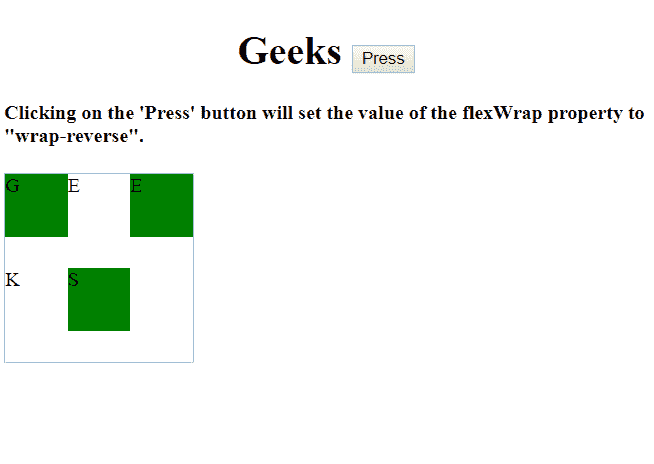 Geeks Press
Clicking on the 'Press' button will set the value of the flexWrap property to
"wrap-reverse".
G E E
K S